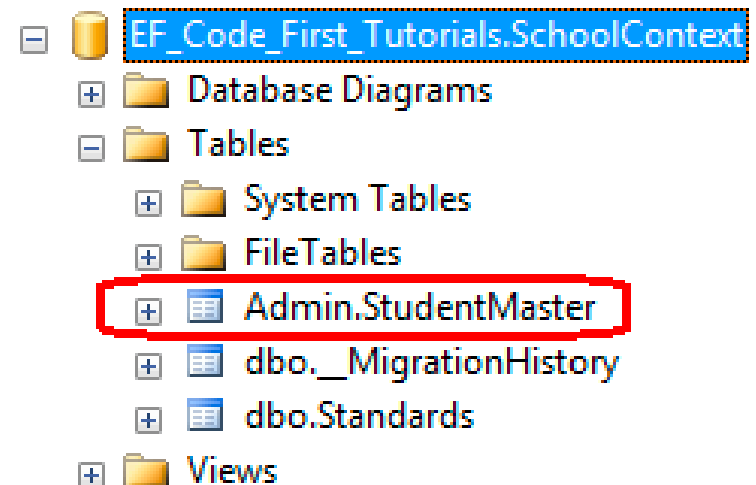 EF_Code_First_Tutorials.SchoolContext
Database Diagrams
Tables
System Tables
FileTables
Admin.StudentMaster
dbo.__MigrationHistory
dbo.Standards
Views